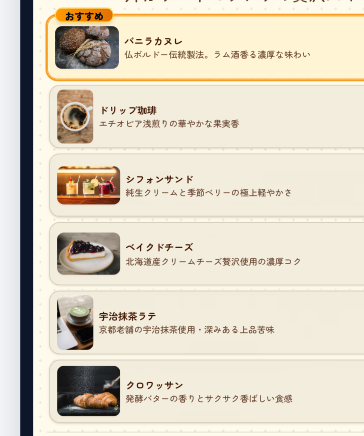 おすすめ
バニラカヌレ
仏ボルドー伝統製法。ラム酒香る濃厚な味わい
ドリップ珈琲
エチオピア浅煎りの華やかな果実香
シフォンサンド
純生クリームと季節ベリーの極上軽やかさ
ベイクドチーズ
北海道産クリームチーズ贅沢使用の濃厚コク
宇治抹茶ラテ
京都老舗の宇治抹茶使用・深みある上品苦味
クロワッサン
発酵バターの香りとサクサク香ばしい食感